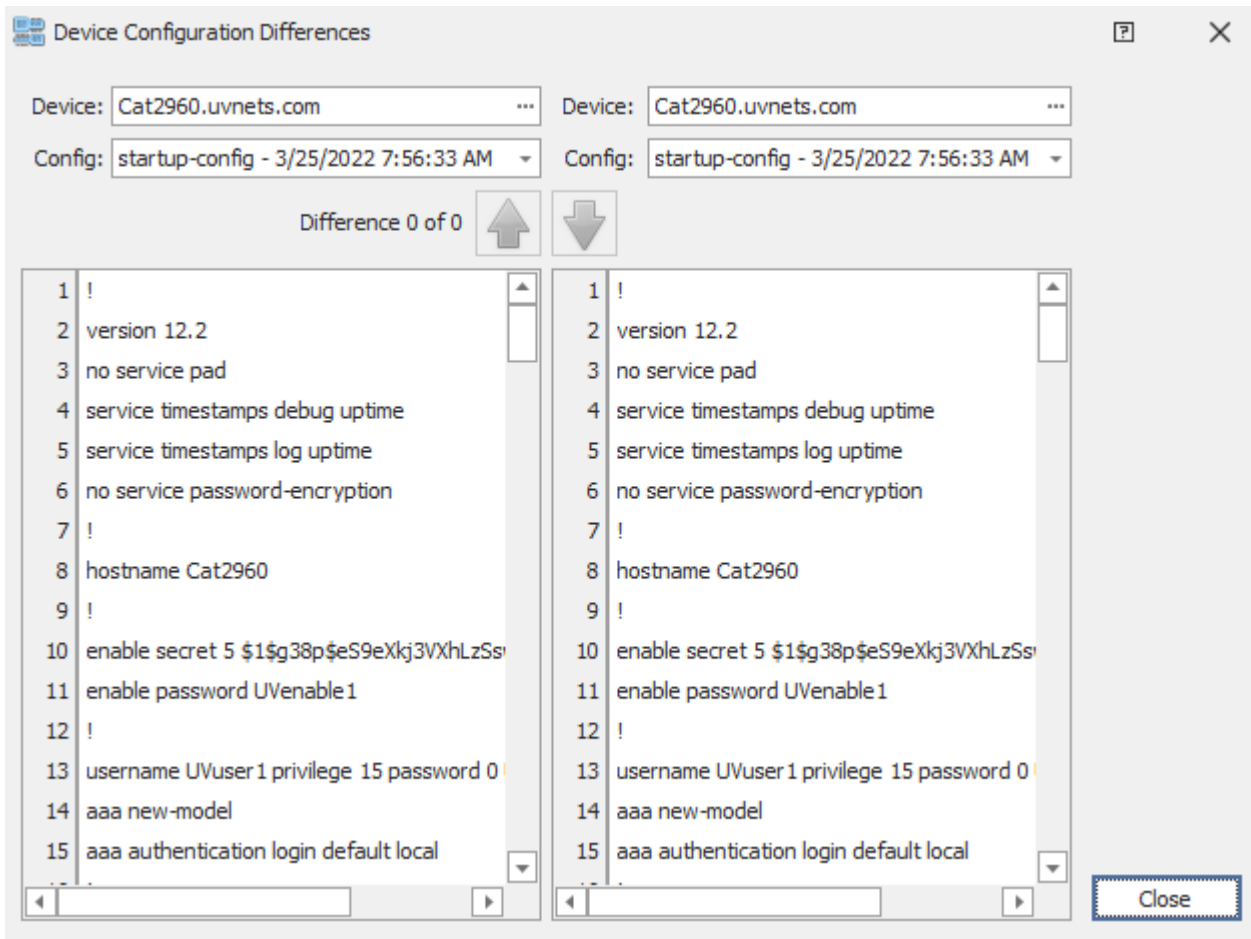 Device Configuration Differences
Device: Cat2960.uvnets.com ... Device: Cat2960.uvnets.com ...
Config: startup-config - 3/25/2022 7:56:33 AM Config: startup-config - 3/25/2022 7:56:33 AM
Difference 0 of 0
1 !
2 version 12.2
3 no service pad
4 service timestamps debug uptime
5 service timestamps log uptime
6 no service password-encryption
7 !
8 hostname Cat2960
9 !
10 enable secret 5 $1$g38p$eS9eXkj3VXhLzSs
11 enable password UVenable1
12 !
13 username UVuser1 privilege 15 password 0
14 aaa new-model
15 aaa authentication login default local
1 !
2 version 12.2
3 no service pad
4 service timestamps debug uptime
5 service timestamps log uptime
6 no service password-encryption
7 !
8 hostname Cat2960
9 !
10 enable secret 5 $1$g38p$eS9eXkj3VXhLzSs
11 enable password UVenable1
12 !
13 username UVuser1 privilege 15 password 0
14 aaa new-model
15 aaa authentication login default local
Close